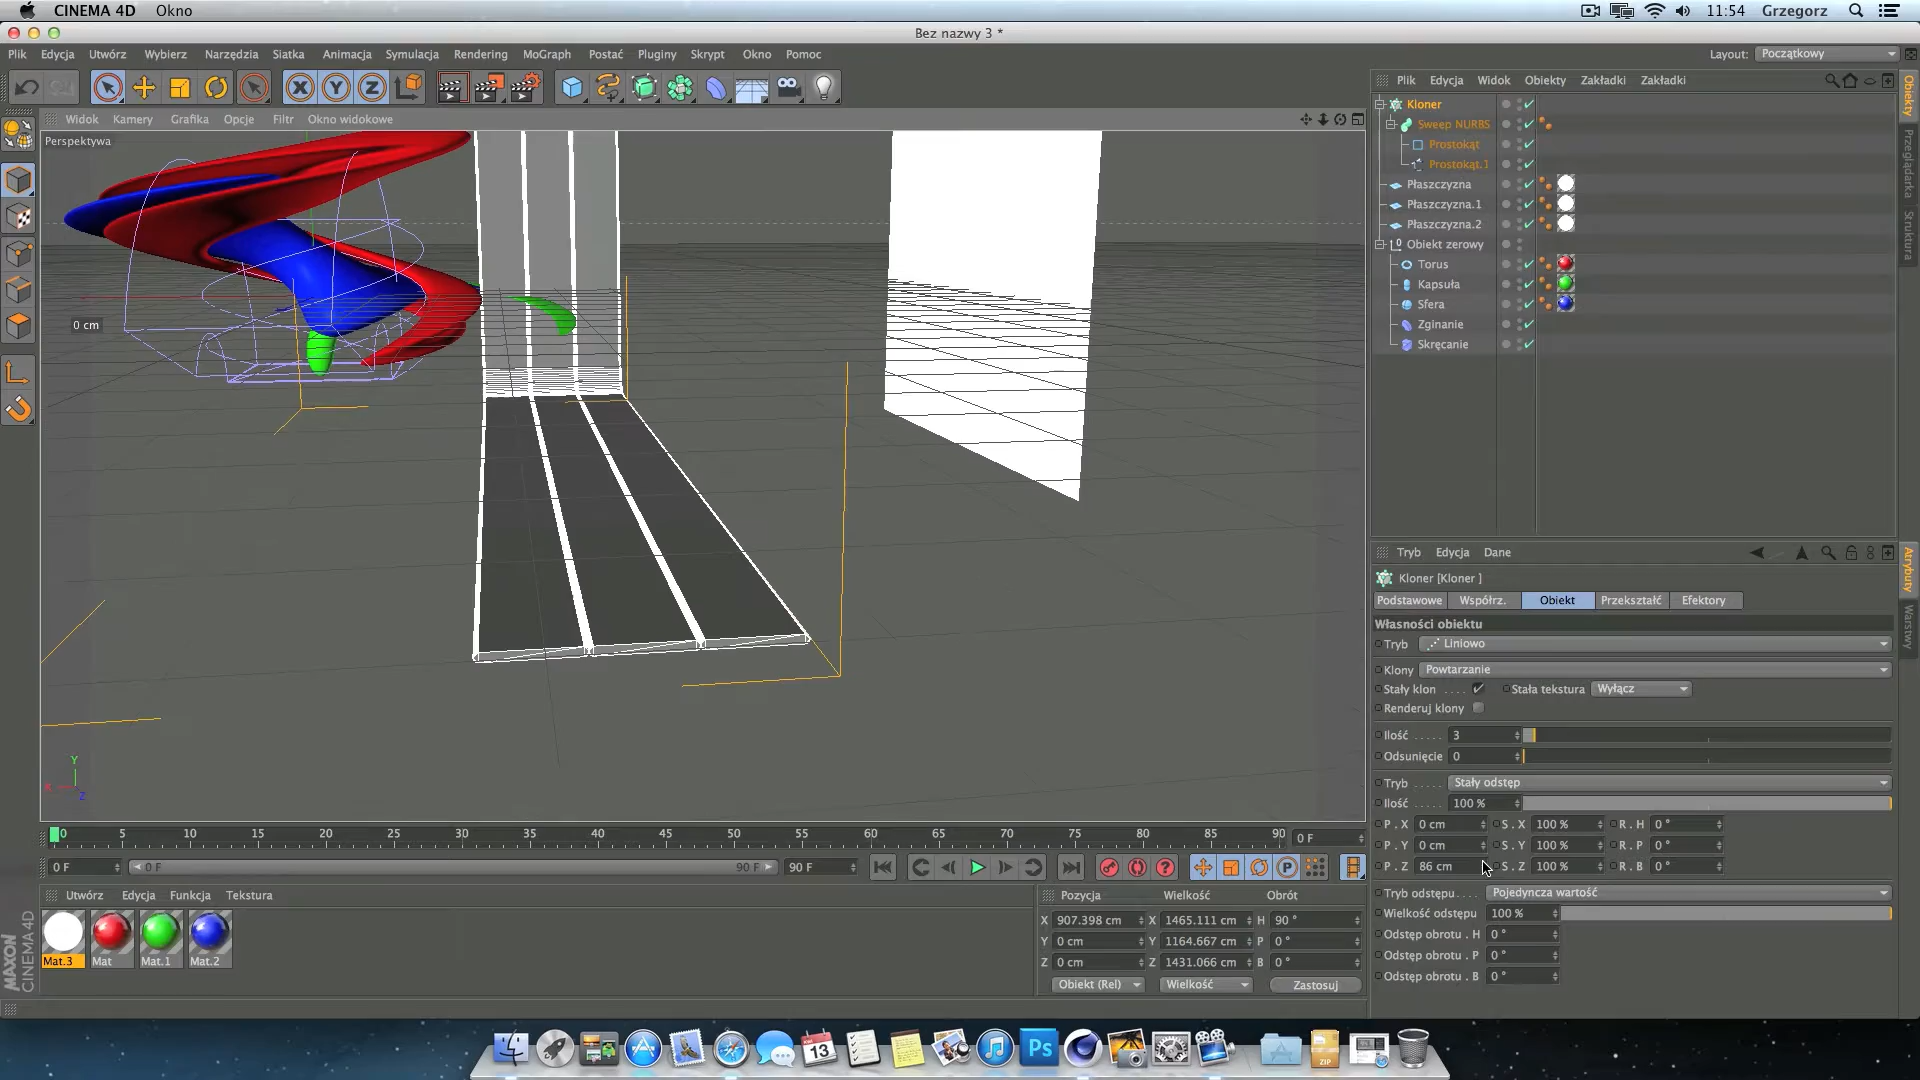 CINEMA 4D Okno 11:54 Grzegorz
Bez nazwy 3 *
Plik Edycja Utwórz Wybierz Narzędzia Siatka Animacja Symulacja Rendering MoGraph Postać Pluginy Skrypt Okno Pomoc Layout: Początkowy
X Y Z
Plik Edycja Widok Obiekty Zakładki Zakładki
Widok Kamery Grafika Opcje Filtr Okno widokowe
Perspektywa
0 cm
Y
X
Z
Kloner
Sweep NURBS
Prostokąt
Prostokąt.1
Płaszczyzna
Płaszczyzna.1
Płaszczyzna.2
Obiekt zerowy
Torus
Kapsuła
Sfera
Zginanie
Skręcanie
Obiekty
Przeglądarka
Struktura
Tryb Edycja Dane
Kloner [Kloner ]
Podstawowe Współrz. Obiekt Przekształć Efektory
Własności obiektu
Tryb Liniowo
Klony Powtarzanie
Stały klon Stała tekstura Wyłącz
Renderuj klony
Ilość 3
Odsunięcie 0
Tryb Stały odstęp
Ilość 100 %
P . X 0 cm S . X 100 % R . H 0 °
P . Y 0 cm S . Y 100 % R . P 0 °
P . Z 86 cm S . Z 100 % R . B 0 °
Tryb odstępu Pojedyncza wartość
Wielkość odstępu 100 %
Odstęp obrotu . H 0 °
Odstęp obrotu . P 0 °
Odstęp obrotu . B 0 °
Atrybuty
Warstwy
0 5 10 15 20 25 30 35 40 45 50 55 60 65 70 75 80 85 90 0 F
0 F 0 F 90 F 90 F
P
Utwórz Edycja Funkcja Tekstura
Mat.3 Mat Mat.1 Mat.2
MAXON
CINEMA 4D
Pozycja Wielkość Obrót
X 907.398 cm X 1465.111 cm H 90 °
Y 0 cm Y 1164.667 cm P 0 °
Z 0 cm Z 1431.066 cm B 0 °
Obiekt (Rel) Wielkość Zastosuj
13
Ps
ZIP